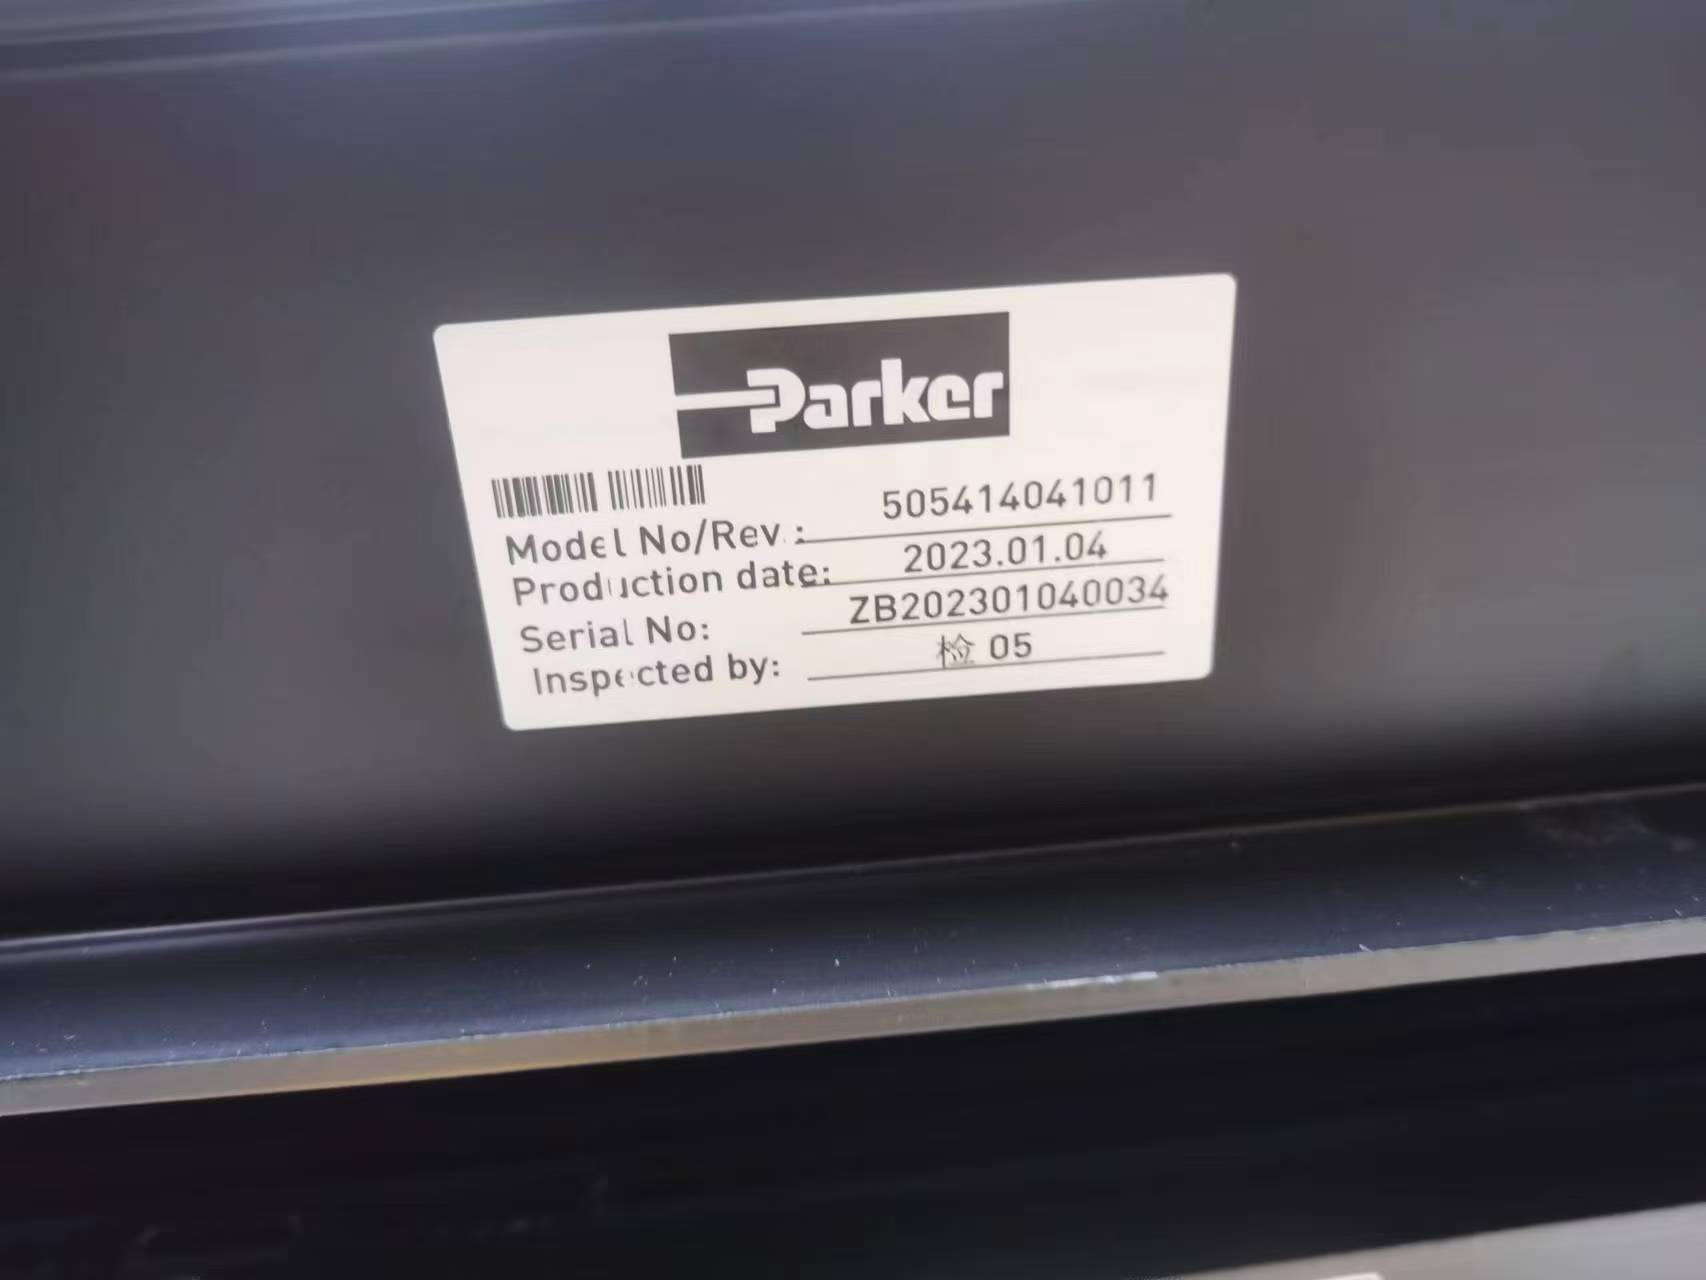 Parker
Model No/Rev.: 505414041011
Production date: 2023.01.04
Serial No: ZB202301040034
Inspected by: 检 05